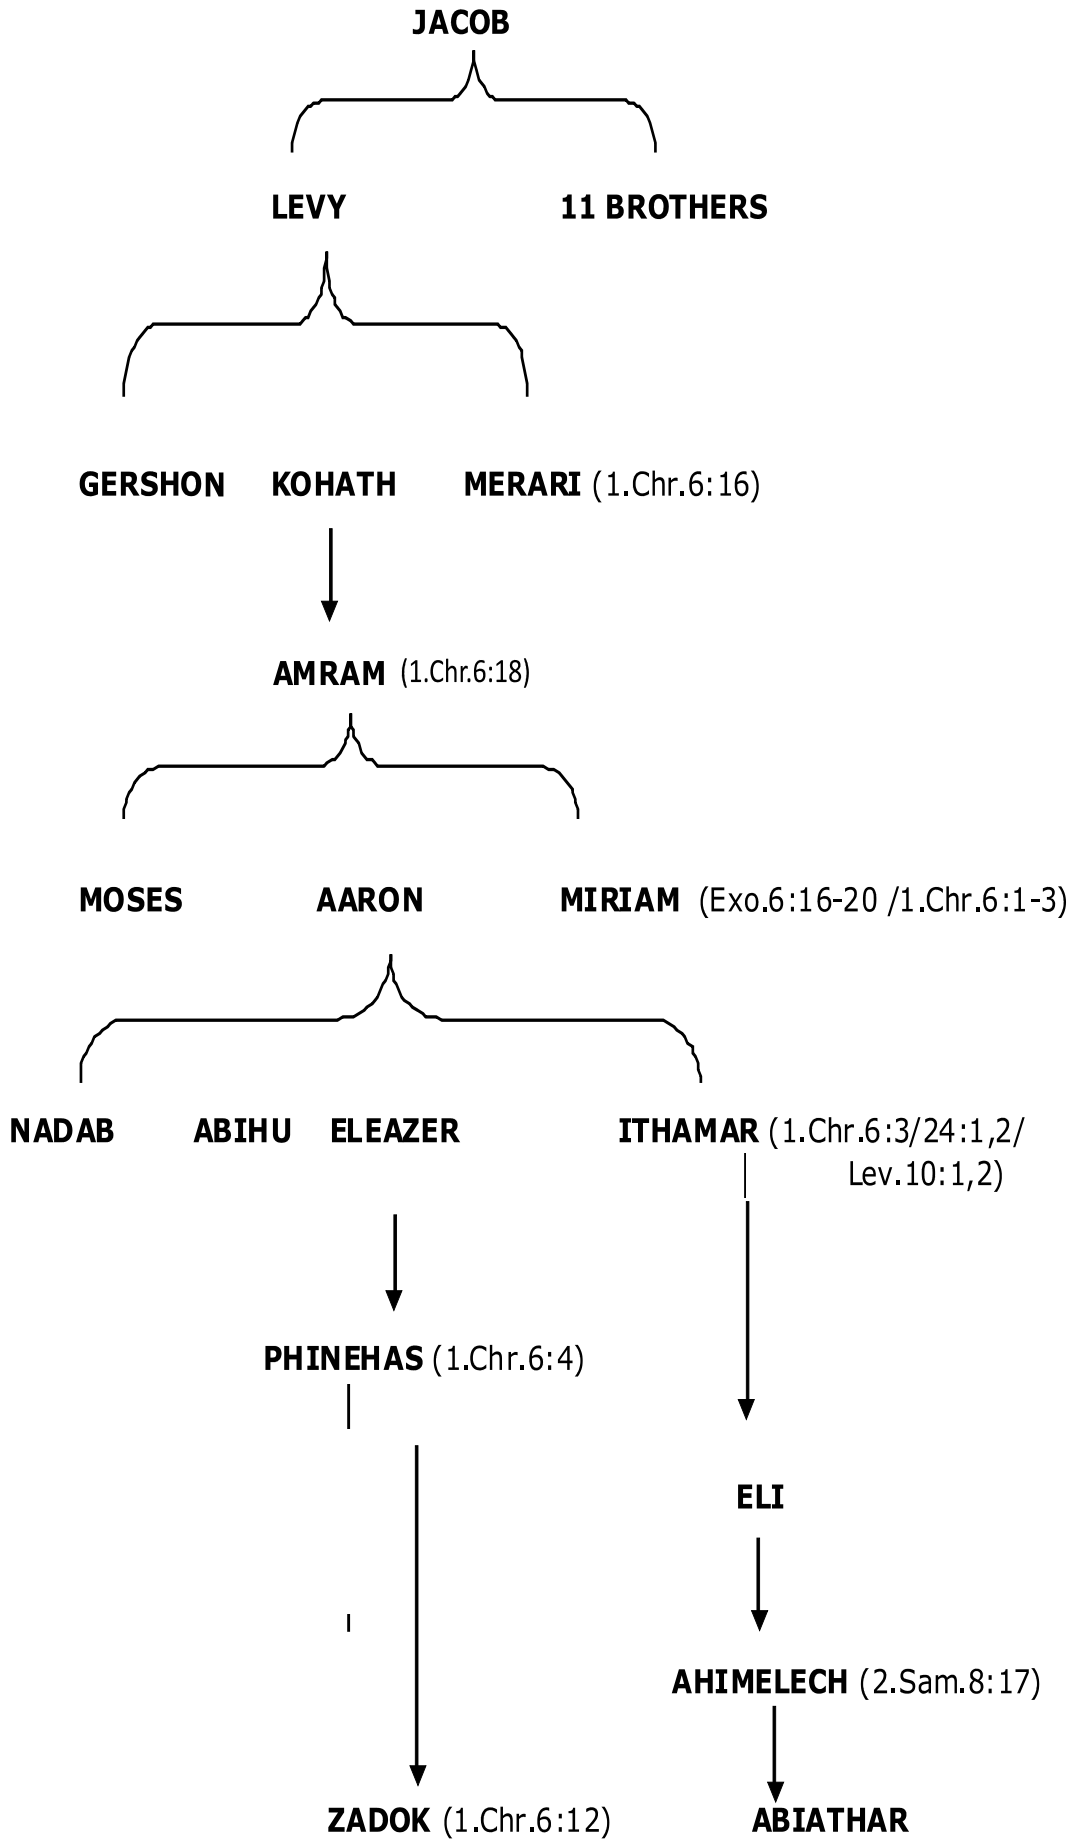 JACOB
LEVY 11 BROTHERS
GERSHON KOHATH MERARI (1.Chr.6:16)
AMRAM (1.Chr.6:18)
MOSES AARON MIRIAM (Exo.6:16-20 /1.Chr.6:1-3)
NADAB ABIHU ELEAZER ITHAMAR (1.Chr.6:3/24:1,2/
Lev.10:1,2)
PHINEHAS (1.Chr.6:4)
ELI
AHIMELECH (2.Sam.8:17)
ZADOK (1.Chr.6:12) ABIATHAR